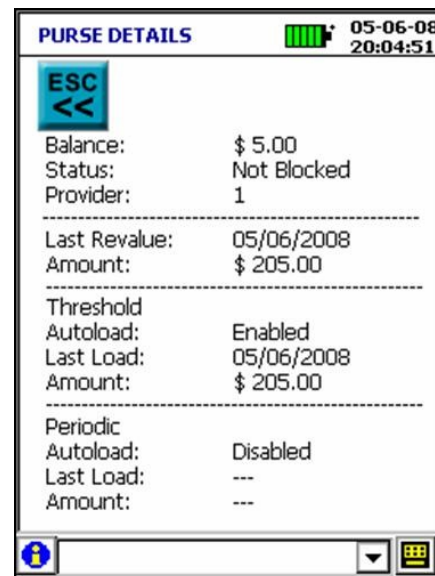 PURSE DETAILS
05-06-08
20:04:51
ESC
<<
Balance: $ 5.00
Status: Not Blocked
Provider: 1
Last Revalue: 05/06/2008
Amount: $ 205.00
Threshold
Autoload: Enabled
Last Load: 05/06/2008
Amount: $ 205.00
Periodic
Autoload: Disabled
Last Load: ---
Amount: ---